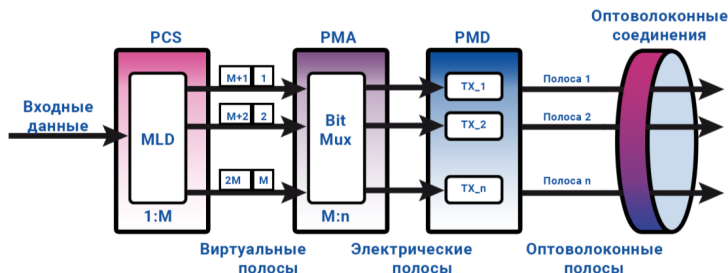 Оптоволоконные
соединения
PCS
PMA
PMD
Входные
данные
MLD
1:M
M+1 1
M+2 2
2M M
Bit
Mux
M:n
TX_1
TX_2
TX_n
Полоса 1
Полоса 2
Полоса n
Виртуальные
полосы
Электрические
полосы
Оптоволоконные
полосы